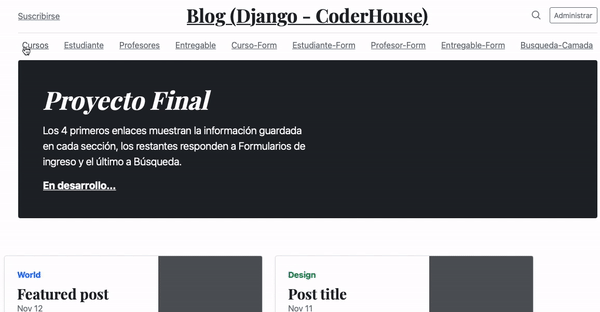 Suscribirse
Blog (Django - CoderHouse)
Administrar
Cursos Estudiante Profesores Entregable Curso-Form Estudiante-Form Profesor-Form Entregable-Form Busqueda-Camada
Proyecto Final
Los 4 primeros enlaces muestran la información guardada
en cada sección, los restantes responden a Formularios de
ingreso y el último a Búsqueda.
En desarrollo...
World
Featured post
Nov 12
Design
Post title
Nov 11